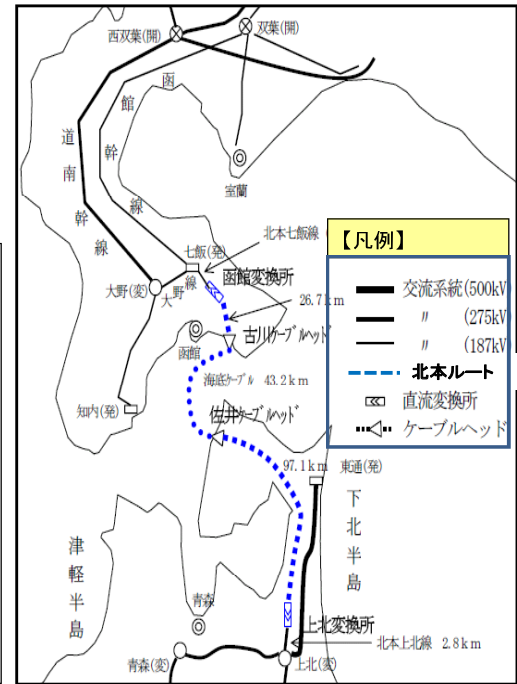 西双葉(開)
双葉(開)
函館幹線
道南幹線
室蘭
七飯(発)
北本七飯線
大野線
函館変換所
大野(変)
26.7km
函館
古川ケーブルヘッド
海底ケーブル 43.2km
知内(発)
佐井ケーブルヘッド
97.1km 東通(発)
下北半島
津軽半島
青森
上北変換所
北本上北線 2.8km
青森(変)
上北(変)
【凡例】
交流系統(500kV
〃 (275kV
〃 (187kV
北本ルート
直流変換所
ケーブルヘッド